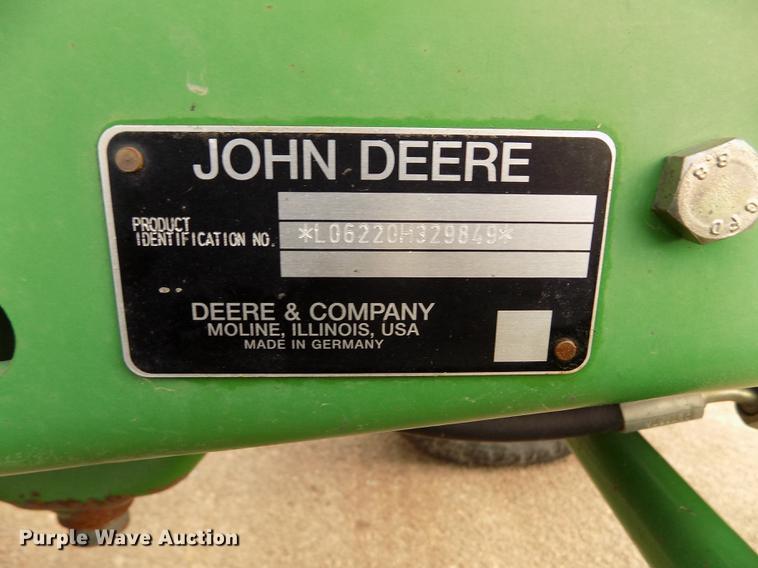 JOHN DEERE
PRODUCT
IDENTIFICATION NO.
*L06220H329849*
DEERE & COMPANY
MOLINE, ILLINOIS, USA
MADE IN GERMANY
8.8
Purple Wave Auction